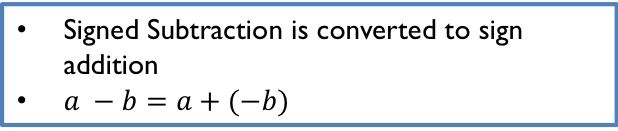 • Signed Subtraction is converted to sign
addition
• a − b = a + (−b)